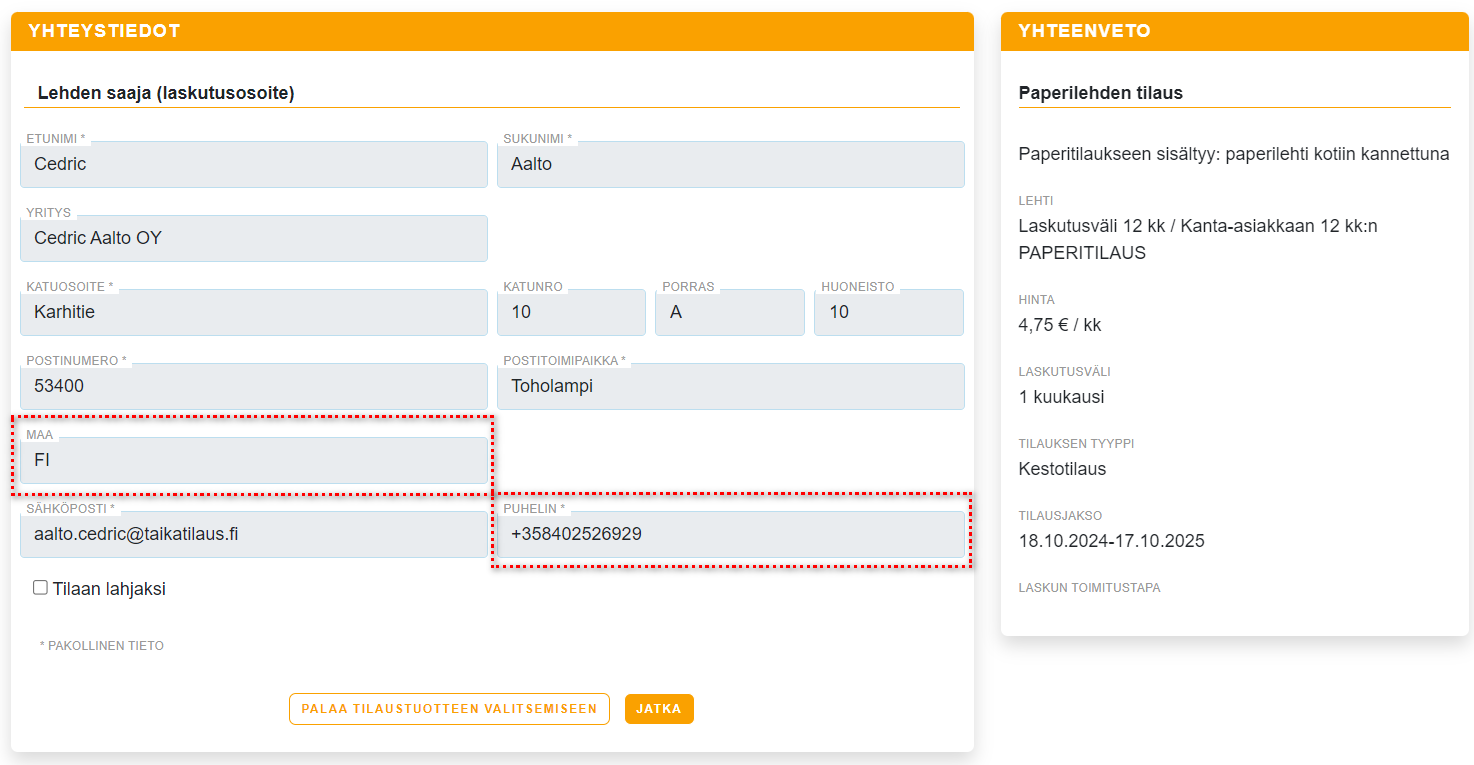 YHTEYSTIEDOT
Lehden saaja (laskutusosoite)
ETUNIMI *
Cedric
SUKUNIMI *
Aalto
YRITYS
Cedric Aalto OY
KATUOSOITE *
Karhitie
KATUNRO
10
PORRAS
A
HUONEISTO
10
POSTINUMERO *
53400
POSTITOIMIPAIKKA *
Toholampi
MAA
FI
SÄHKÖPOSTI *
aalto.cedric@taikatilaus.fi
PUHELIN *
+358402526929
Tilaan lahjaksi
* PAKOLLINEN TIETO
PALAA TILAUSTUOTTEEN VALITSEMISEEN
JATKA
YHTEENVETO
Paperilehden tilaus
Paperitilaukseen sisältyy: paperilehti kotiin kannettuna
LEHTI
Laskutusväli 12 kk / Kanta-asiakkaan 12 kk:n
PAPERITILAUS
HINTA
4,75 € / kk
LASKUTUSVÄLI
1 kuukausi
TILAUKSEN TYYPPI
Kestotilaus
TILAUSJAKSO
18.10.2024-17.10.2025
LASKUN TOIMITUSTAPA